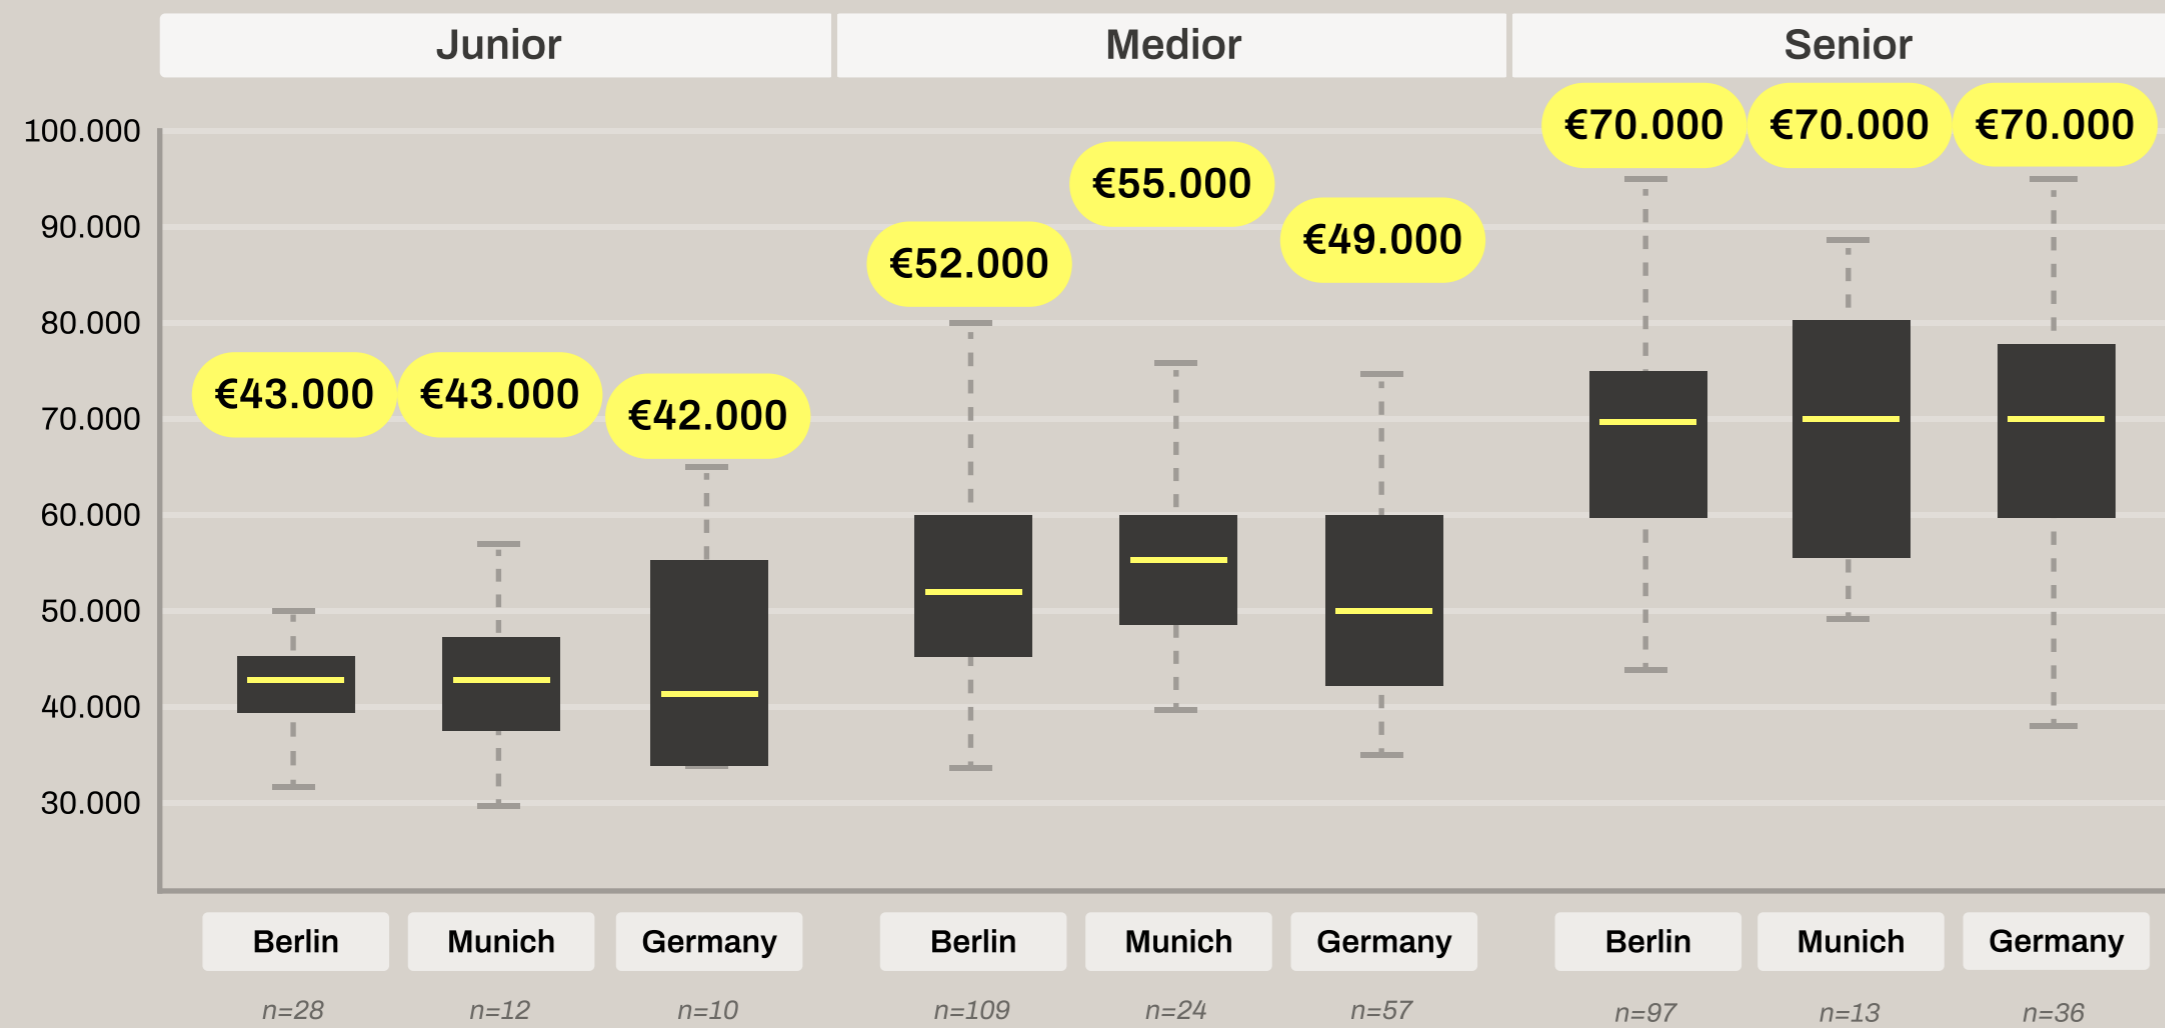 Junior Medior Senior
100.000
90.000
80.000
70.000
60.000
50.000
40.000
30.000
€43.000 €43.000 €42.000 €52.000 €55.000 €49.000 €70.000 €70.000 €70.000
Berlin Munich Germany Berlin Munich Germany Berlin Munich Germany
n=28 n=12 n=10 n=109 n=24 n=57 n=97 n=13 n=36